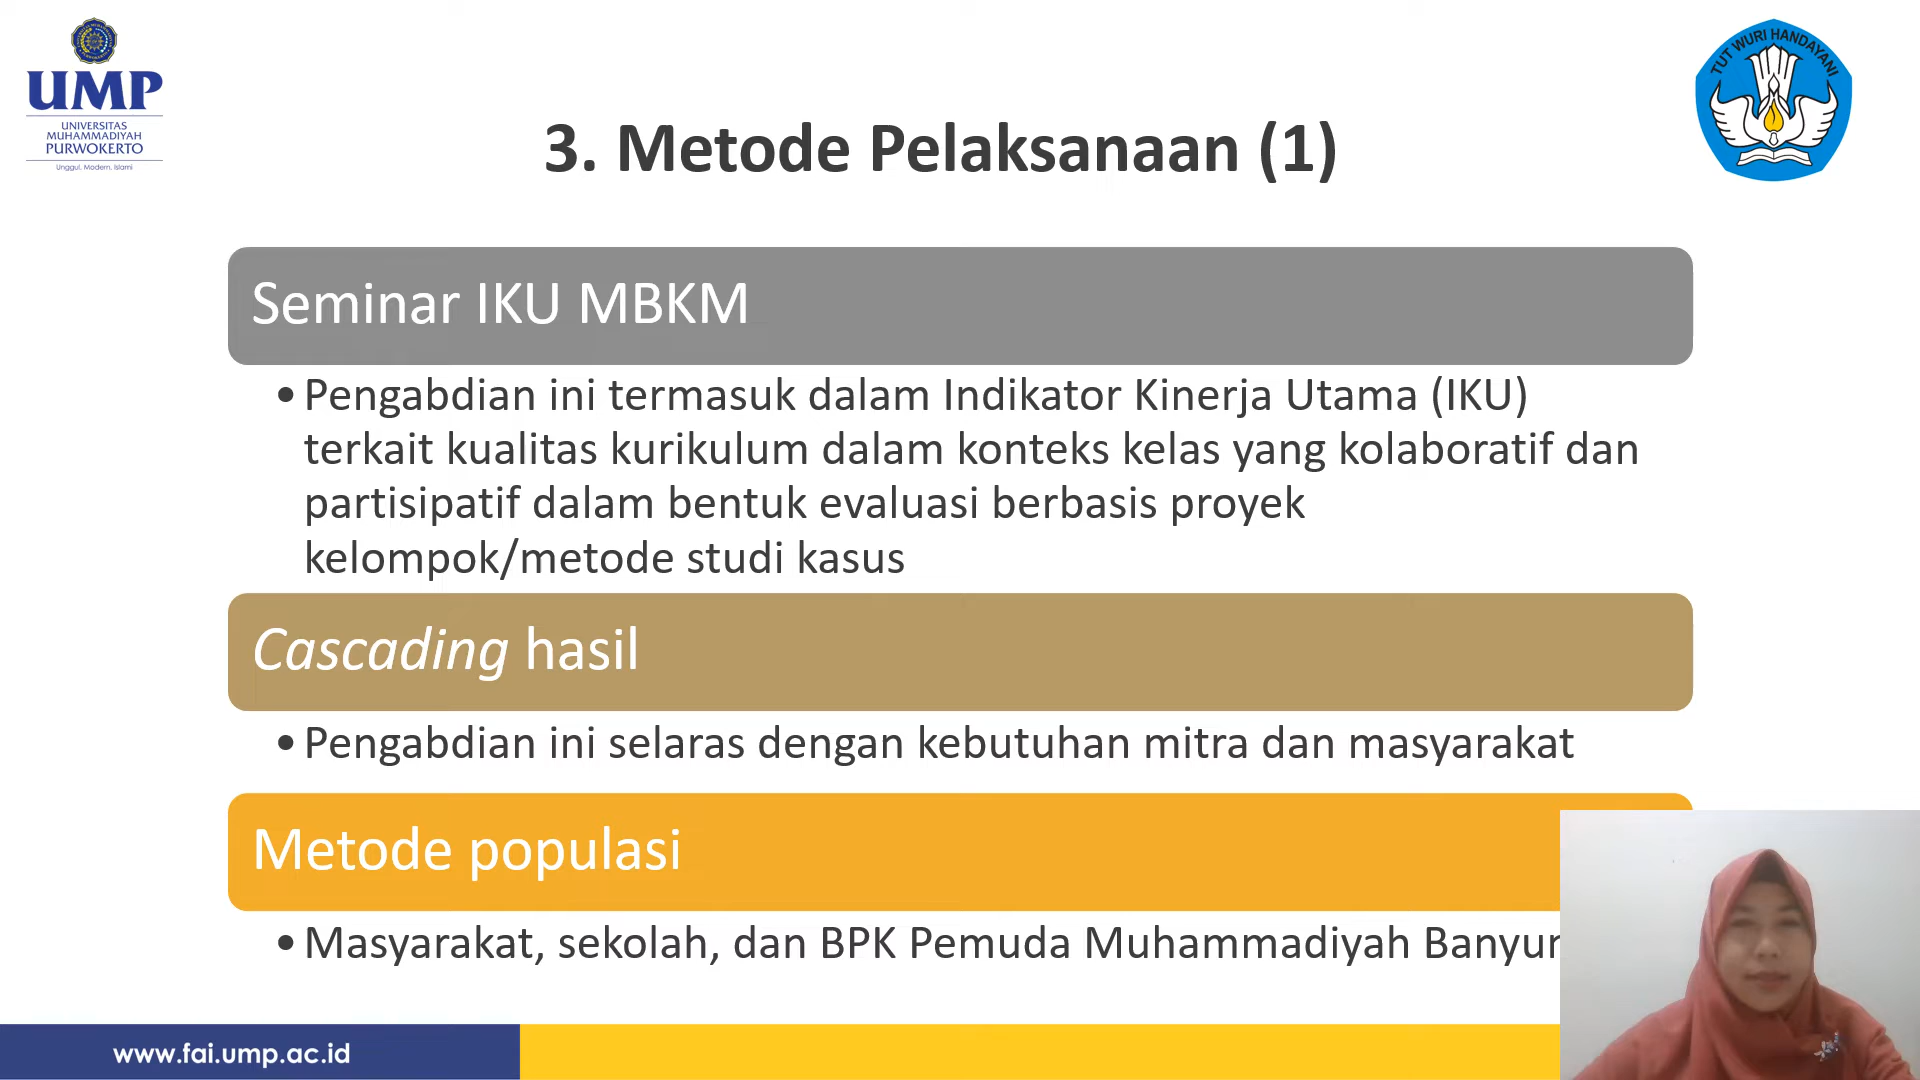 UMP
UNIVERSITAS
MUHAMMADIYAH
PURWOKERTO
Unggul, Modern, Islami
TUT WURI HANDAYANI
3. Metode Pelaksanaan (1)
Seminar IKU MBKM
•Pengabdian ini termasuk dalam Indikator Kinerja Utama (IKU)
terkait kualitas kurikulum dalam konteks kelas yang kolaboratif dan
partisipatif dalam bentuk evaluasi berbasis proyek
kelompok/metode studi kasus
Cascading hasil
•Pengabdian ini selaras dengan kebutuhan mitra dan masyarakat
Metode populasi
•Masyarakat, sekolah, dan BPK Pemuda Muhammadiyah
www.fai.ump.ac.id